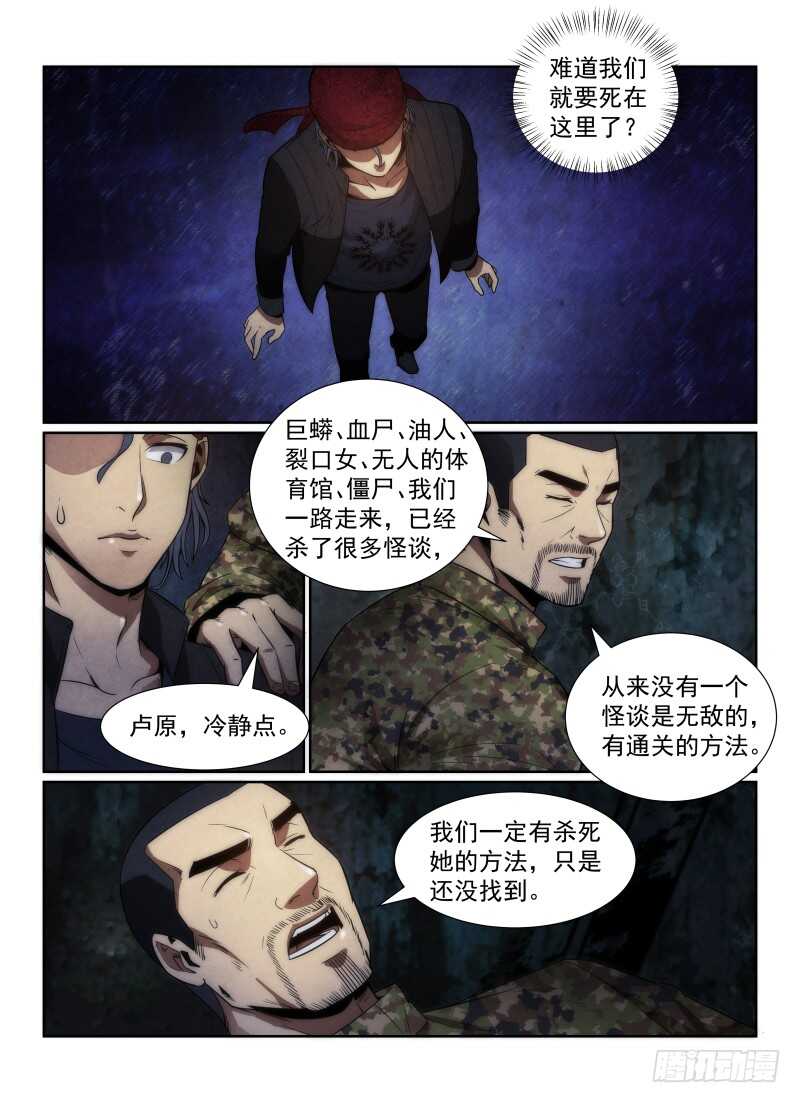 难道我们
就要死在
这里了？
卢原，冷静点。
巨蟒、血尸、油人、
裂口女、无人的体
育馆、僵尸、我们
一路走来，已经
杀了很多怪谈，
从来没有一个
怪谈是无敌的，
有通关的方法。
我们一定有杀死
她的方法，只是
还没找到。
腾讯动漫